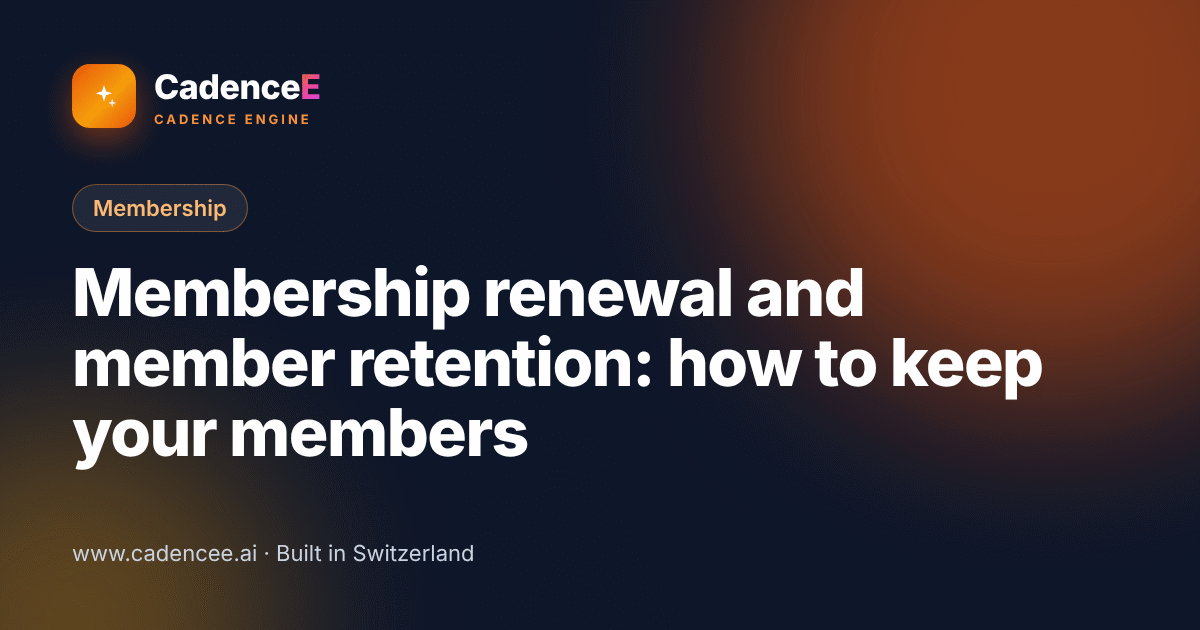 CadenceE
CADENCE ENGINE
Membership
Membership renewal and
member retention: how to keep
your members
www.cadencee.ai · Built in Switzerland